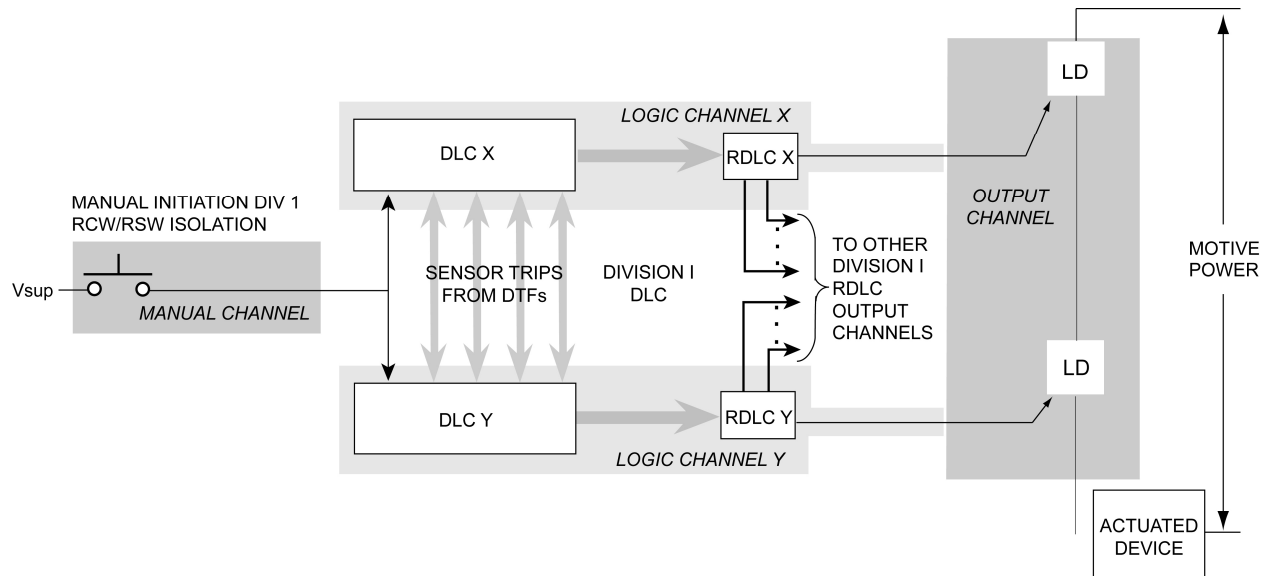 LD
LOGIC CHANNEL X
DLC X
RDLC X
MANUAL INITIATION DIV 1
RCW/RSW ISOLATION
OUTPUT
CHANNEL
SENSOR TRIPS
FROM DTFs
DIVISION I
DLC
TO OTHER
DIVISION I
RDLC
OUTPUT
CHANNELS
MOTIVE
POWER
Vsup
MANUAL CHANNEL
LD
DLC Y
RDLC Y
LOGIC CHANNEL Y
ACTUATED
DEVICE